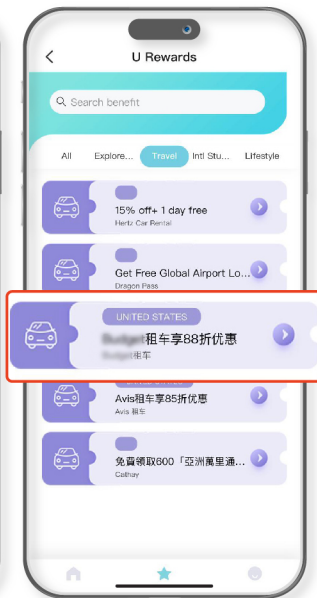 U Rewards
Search benefit
All Explore... Travel Intl Stu... Lifestyle
15% off+ 1 day free
Hertz Car Rental
Get Free Global Airport Lo...
Dragon Pass
UNITED STATES
租车享88折优惠
租车
Avis租车享85折优惠
Avis 租车
免費領取600「亞洲萬里通...
Cathay